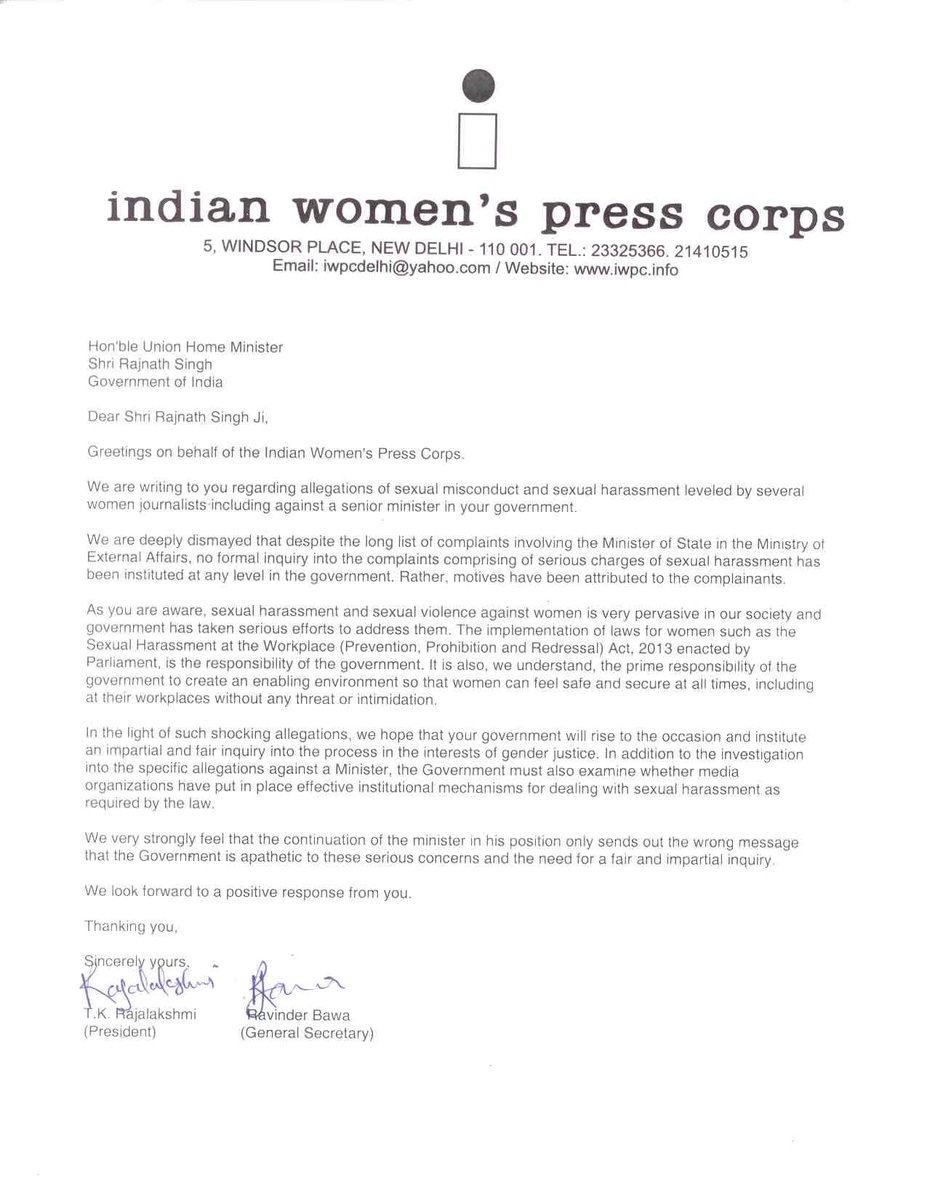 indian women's press corps
5, WINDSOR PLACE, NEW DELHI - 110 001. TEL.: 23325366. 21410515
Email: iwpcdelhi@yahoo.com / Website: www.iwpc.info
Hon'ble Union Home Minister
Shri Rajnath Singh
Government of India
Dear Shri Rajnath Singh Ji,
Greetings on behalf of the Indian Women's Press Corps.
We are writing to you regarding allegations of sexual misconduct and sexual harassment leveled by several
women journalists including against a senior minister in your government.
We are deeply dismayed that despite the long list of complaints involving the Minister of State in the Ministry of
External Affairs, no formal inquiry into the complaints comprising of serious charges of sexual harassment has
been instituted at any level in the government. Rather, motives have been attributed to the complainants.
As you are aware, sexual harassment and sexual violence against women is very pervasive in our society and
government has taken serious efforts to address them. The implementation of laws for women such as the
Sexual Harassment at the Workplace (Prevention, Prohibition and Redressal) Act, 2013 enacted by
Parliament, is the responsibility of the government. It is also, we understand, the prime responsibility of the
government to create an enabling environment so that women can feel safe and secure at all times, including
at their workplaces without any threat or intimidation.
In the light of such shocking allegations, we hope that your government will rise to the occasion and institute
an impartial and fair inquiry into the process in the interests of gender justice. In addition to the investigation
into the specific allegations against a Minister, the Government must also examine whether media
organizations have put in place effective institutional mechanisms for dealing with sexual harassment as
required by the law.
We very strongly feel that the continuation of the minister in his position only sends out the wrong message
that the Government is apathetic to these serious concerns and the need for a fair and impartial inquiry.
We look forward to a positive response from you.
Thanking you,
Sincerely yours,
T.K. Rajalakshmi Ravinder Bawa
(President) (General Secretary)